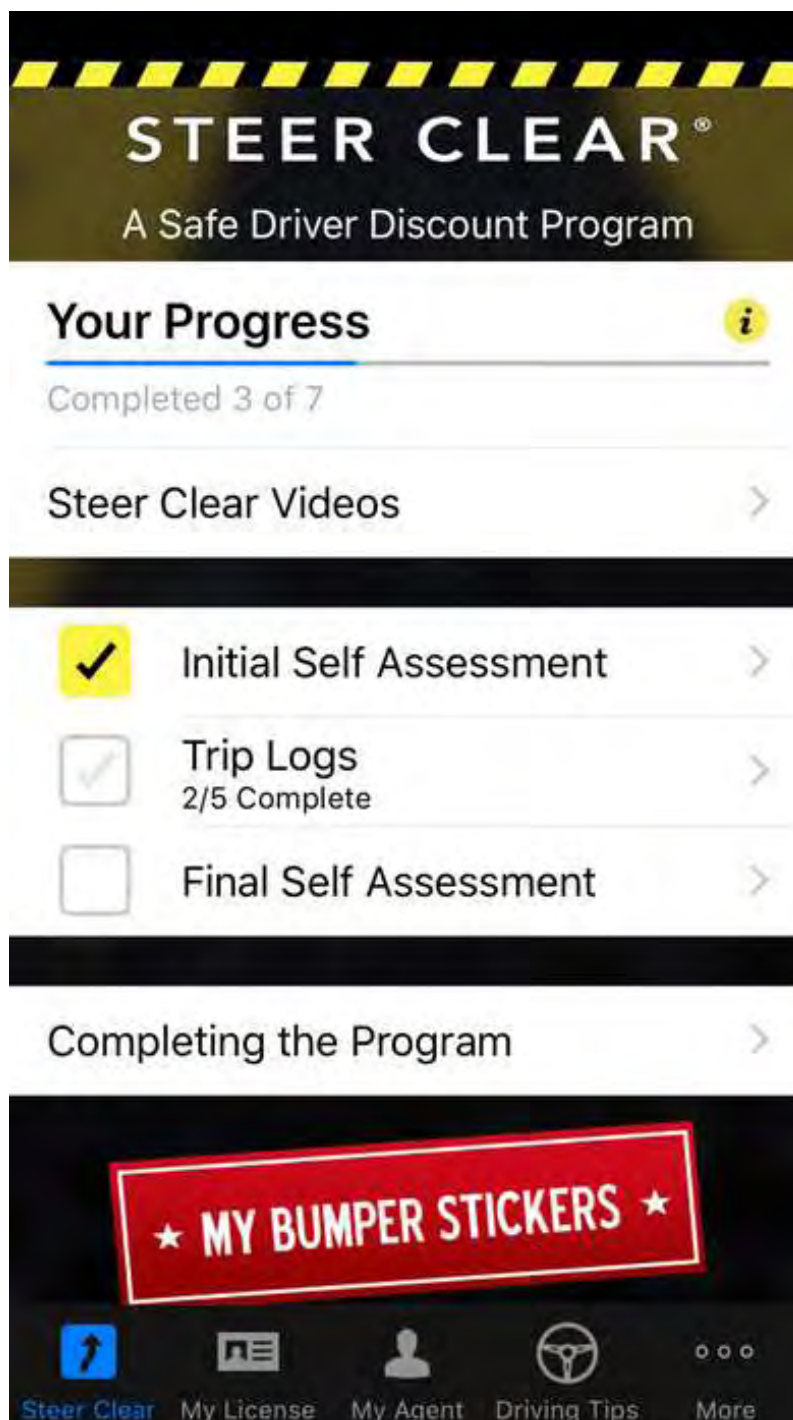 STEER CLEAR®
A Safe Driver Discount Program
Your Progress
i
Completed 3 of 7
Steer Clear Videos
Initial Self Assessment
Trip Logs
2/5 Complete
Final Self Assessment
Completing the Program
★ MY BUMPER STICKERS ★
Steer Clear My License My Agent Driving Tips More